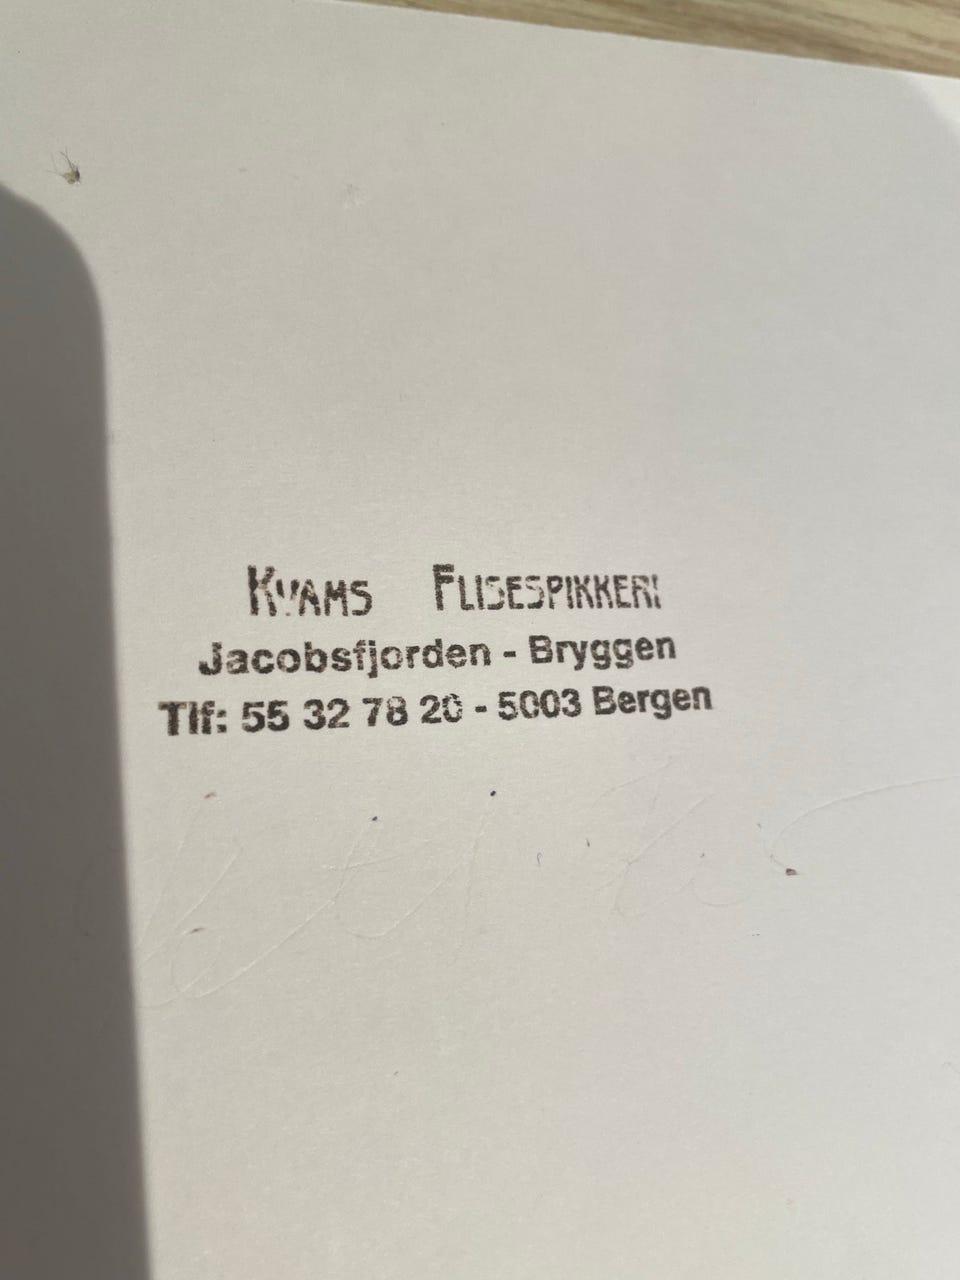 KVAMS FLISESPIKKERI
Jacobsfjorden - Bryggen
Tlf: 55 32 78 20 - 5003 Bergen